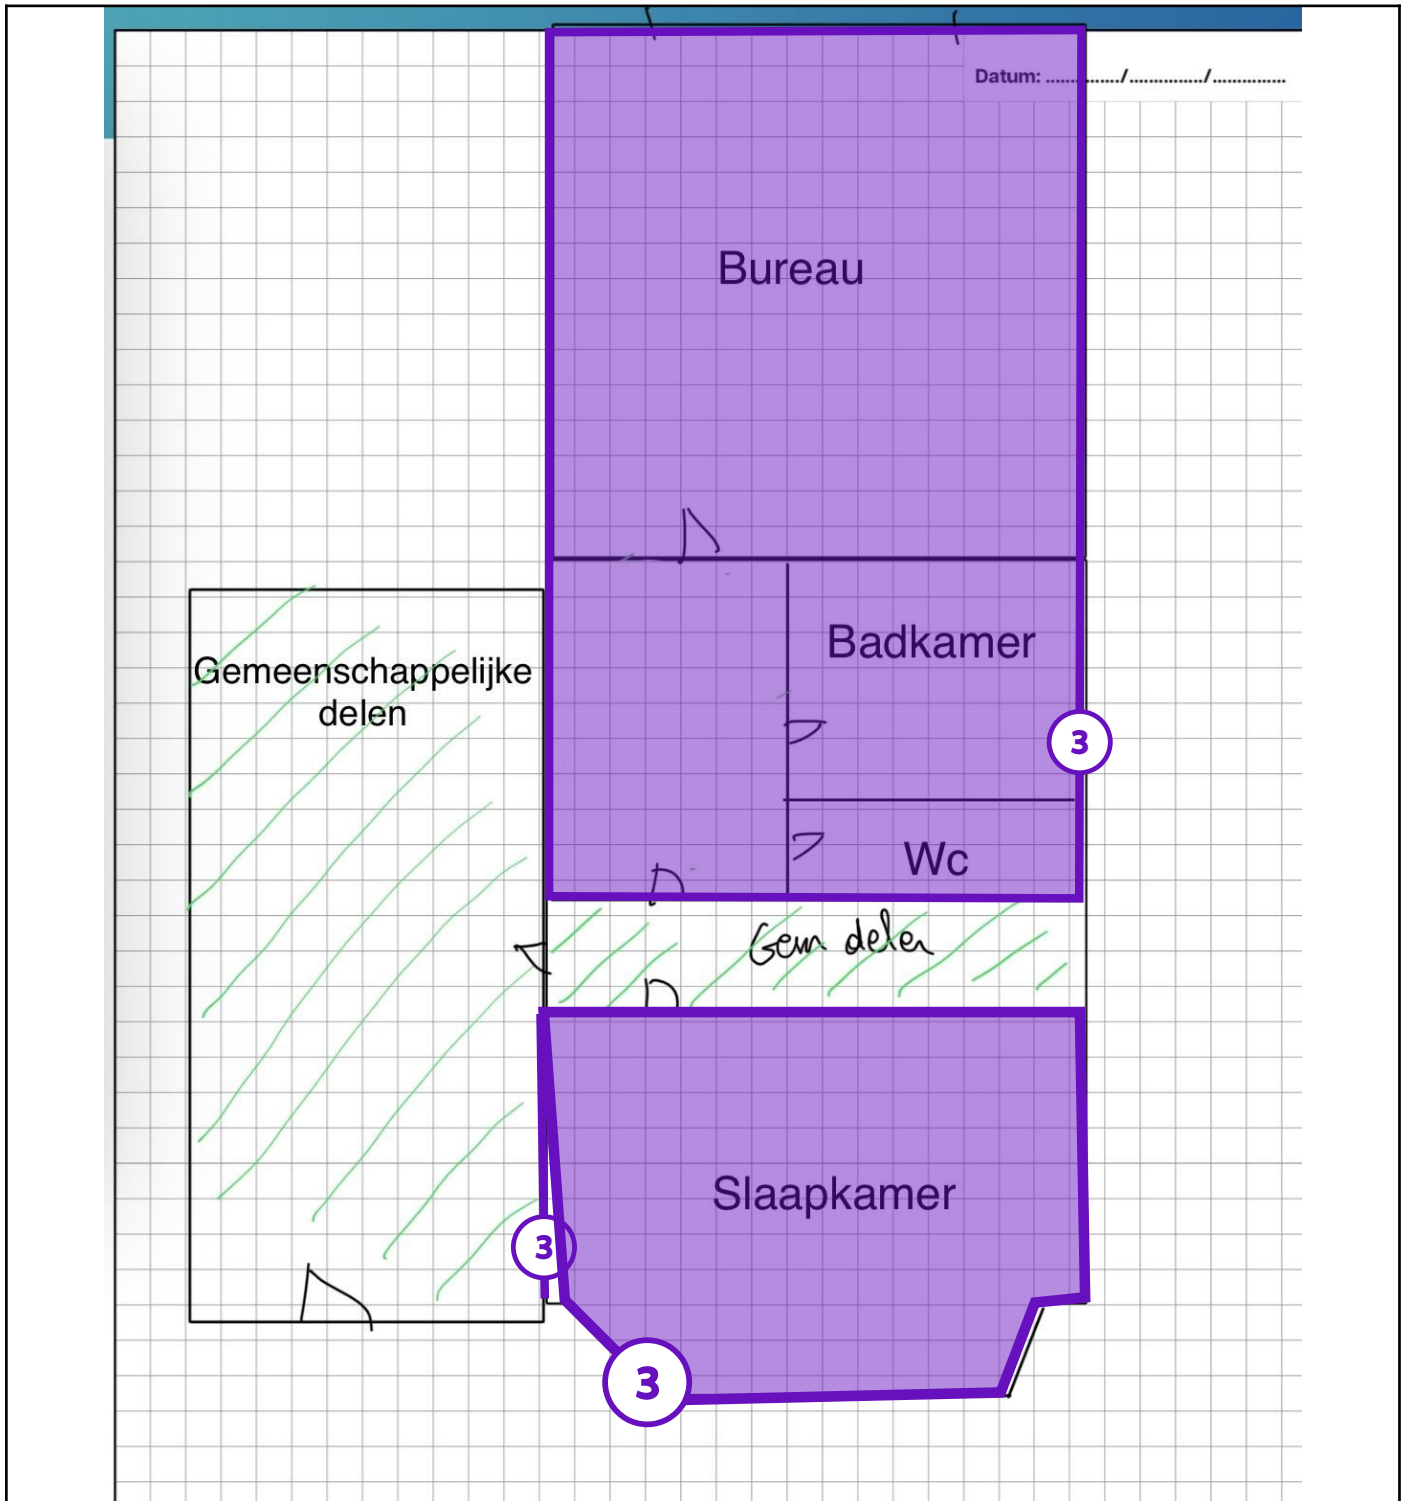 Datum: ............../.............../...............
Bureau
Gemeenschappelijke
delen
Badkamer
3
Wc
Gem delen
Slaapkamer
3
3